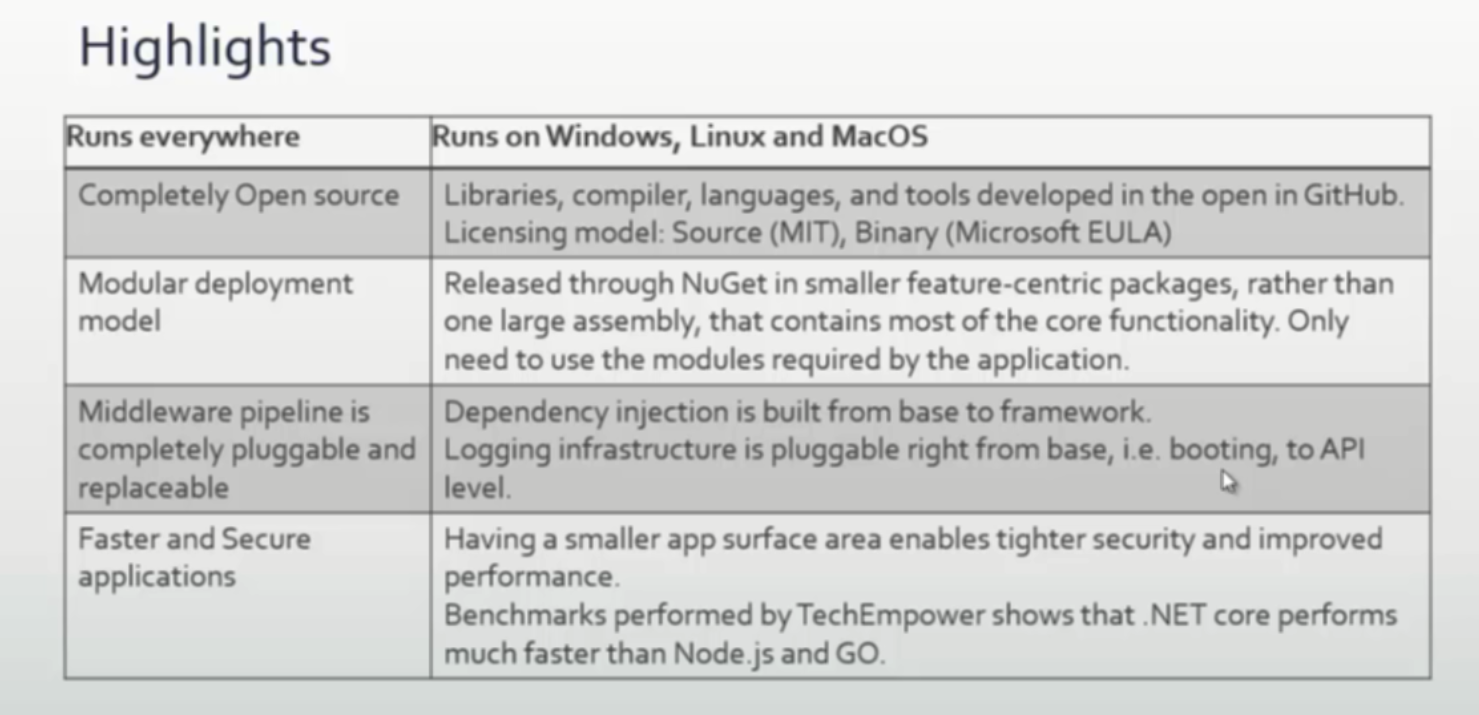 Highlights
Runs everywhere
Runs on Windows, Linux and MacOS
Completely Open source
Libraries, compiler, languages, and tools developed in the open in GitHub.
Licensing model: Source (MIT), Binary (Microsoft EULA)
Modular deployment
model
Released through NuGet in smaller feature-centric packages, rather than
one large assembly, that contains most of the core functionality. Only
need to use the modules required by the application.
Middleware pipeline is
completely pluggable and
replaceable
Dependency injection is built from base to framework.
Logging infrastructure is pluggable right from base, i.e. booting, to API
level.
Faster and Secure
applications
Having a smaller app surface area enables tighter security and improved
performance.
Benchmarks performed by TechEmpower shows that .NET core performs
much faster than Node.js and GO.